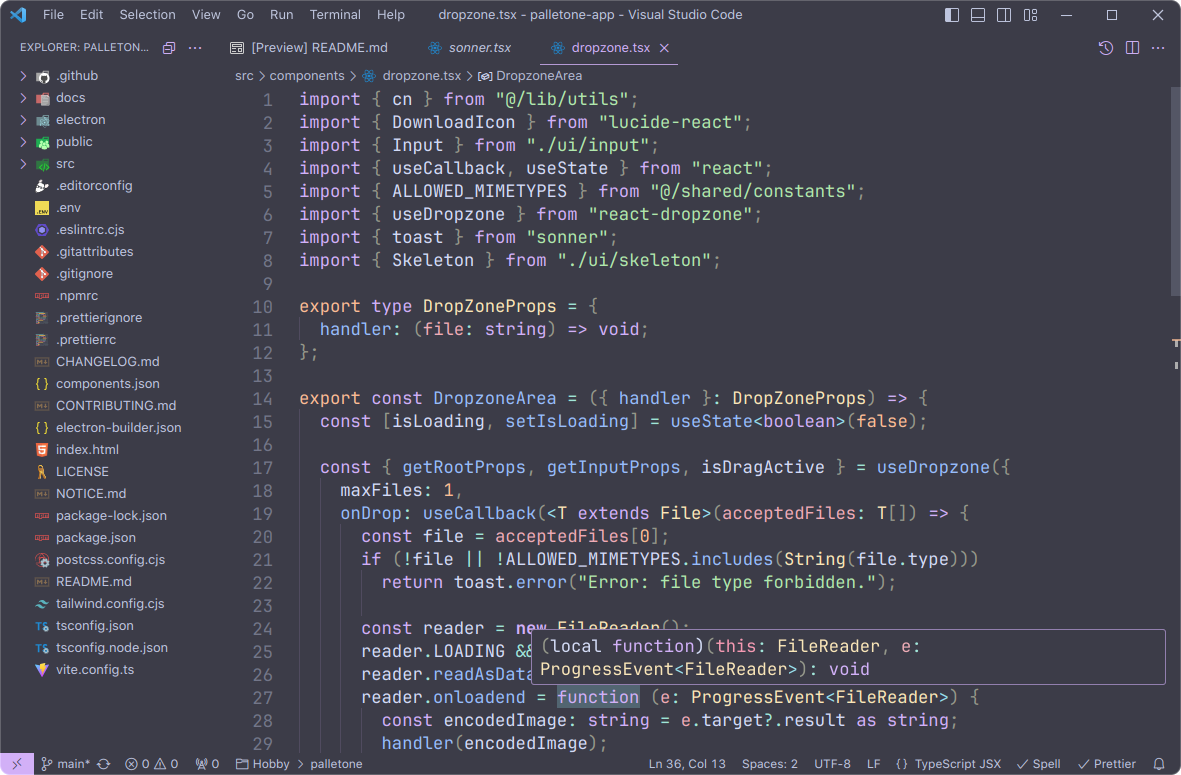 File Edit Selection View Go Run Terminal Help dropzone.tsx - palletone-app - Visual Studio Code
EXPLORER: PALLETON... ··· [Preview] README.md sonner.tsx dropzone.tsx ···
src > components > dropzone.tsx > DropzoneArea
.github
docs
electron
public
src
.editorconfig
.env
.eslintrc.cjs
.gitattributes
.gitignore
.npmrc
.prettierignore
.prettierrc
CHANGELOG.md
components.json
CONTRIBUTING.md
electron-builder.json
index.html
LICENSE
NOTICE.md
package-lock.json
package.json
postcss.config.cjs
README.md
tailwind.config.cjs
tsconfig.json
tsconfig.node.json
vite.config.ts
1 import { cn } from "@/lib/utils";
2 import { DownloadIcon } from "lucide-react";
3 import { Input } from "./ui/input";
4 import { useCallback, useState } from "react";
5 import { ALLOWED_MIMETYPES } from "@/shared/constants";
6 import { useDropzone } from "react-dropzone";
7 import { toast } from "sonner";
8 import { Skeleton } from "./ui/skeleton";
9
10 export type DropZoneProps = {
11 handler: (file: string) => void;
12 };
13
14 export const DropzoneArea = ({ handler }: DropZoneProps) => {
15 const [isLoading, setIsLoading] = useState<boolean>(false);
16
17 const { getRootProps, getInputProps, isDragActive } = useDropzone({
18 maxFiles: 1,
19 onDrop: useCallback(<T extends File>(acceptedFiles: T[]) => {
20 const file = acceptedFiles[0];
21 if (!file || !ALLOWED_MIMETYPES.includes(String(file.type)))
22 return toast.error("Error: file type forbidden.");
23
24 const reader = new FileReader();
25 reader.LOADING &&
26 reader.readAsData
27 reader.onloadend = function (e: ProgressEvent<FileReader>) {
28 const encodedImage: string = e.target?.result as string;
29 handler(encodedImage);
(local function)(this: FileReader, e:
ProgressEvent<FileReader>): void
main* 0 0 0 Hobby > palletone Ln 36, Col 13 Spaces: 2 UTF-8 LF { } TypeScript JSX Spell Prettier